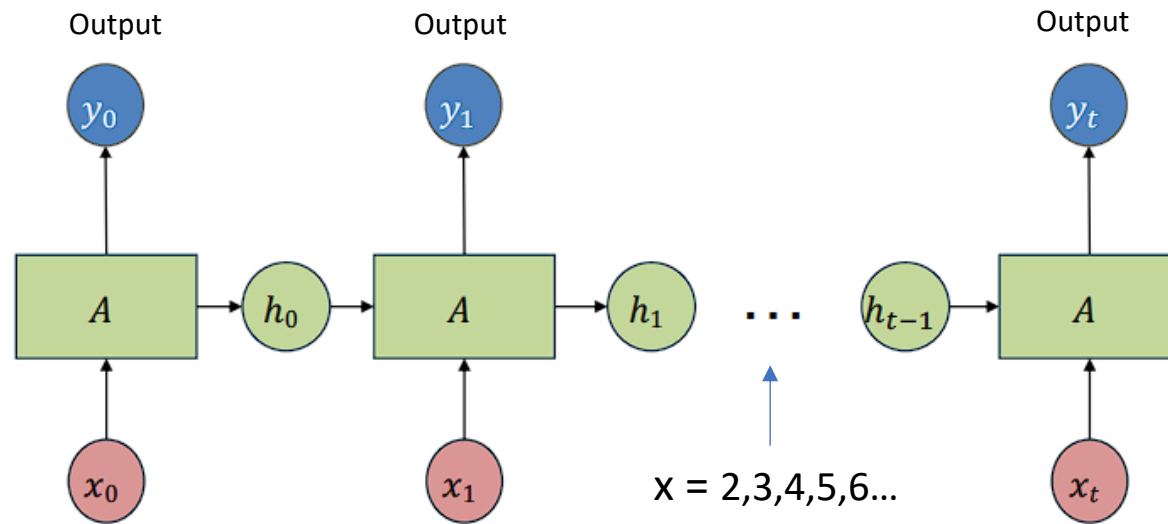 Output Output Output
y₀ y₁ yₜ
A h₀ A h₁ ... hₜ₋₁ A
x₀ x₁ x = 2,3,4,5,6... xₜ